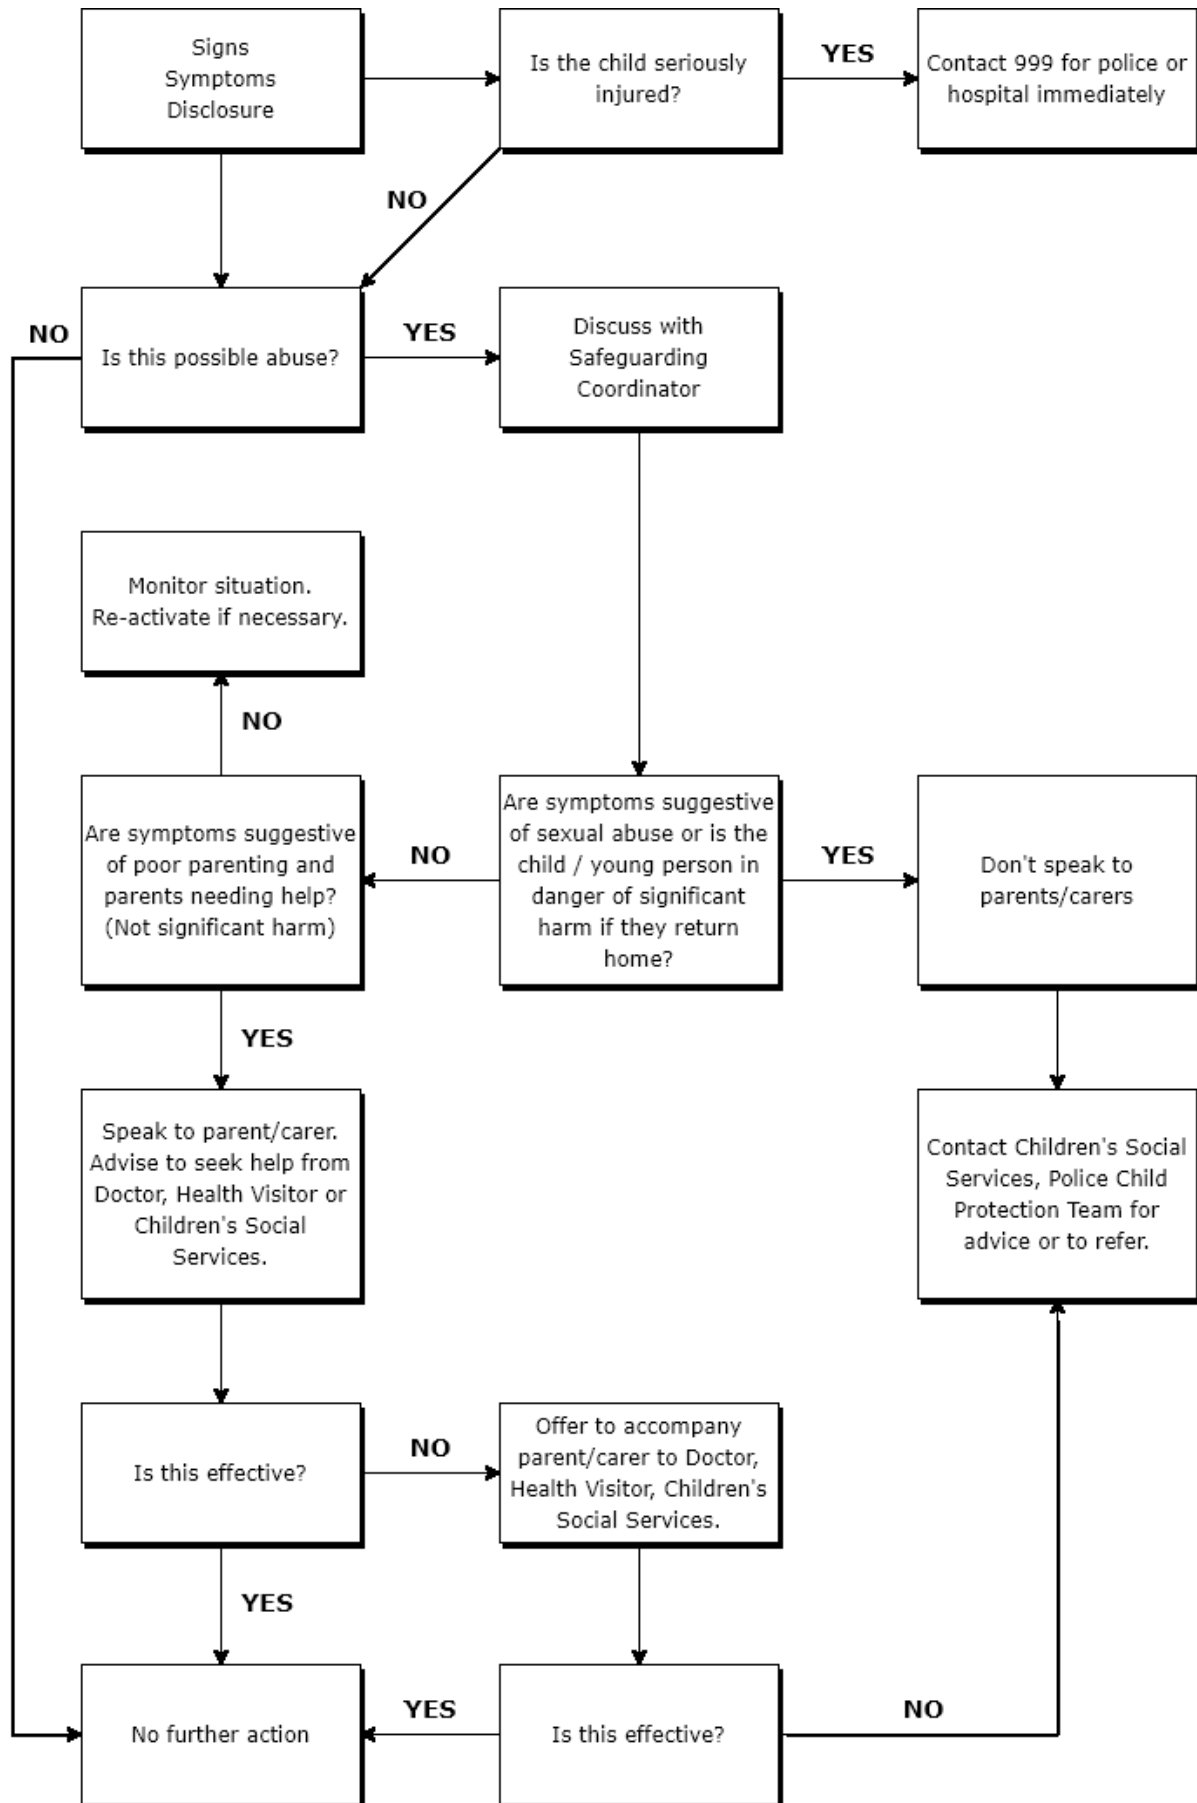 Signs
Symptoms
Disclosure
Is the child seriously
injured?
YES
Contact 999 for police or
hospital immediately
NO
NO
Is this possible abuse?
YES
Discuss with
Safeguarding
Coordinator
Monitor situation.
Re-activate if necessary.
NO
Are symptoms suggestive
of poor parenting and
parents needing help?
(Not significant harm)
NO
Are symptoms suggestive
of sexual abuse or is the
child / young person in
danger of significant
harm if they return
home?
YES
Don't speak to
parents/carers
YES
Speak to parent/carer.
Advise to seek help from
Doctor, Health Visitor or
Children's Social
Services.
Contact Children's Social
Services, Police Child
Protection Team for
advice or to refer.
Is this effective?
NO
Offer to accompany
parent/carer to Doctor,
Health Visitor, Children's
Social Services.
YES
No further action
YES
Is this effective?
NO